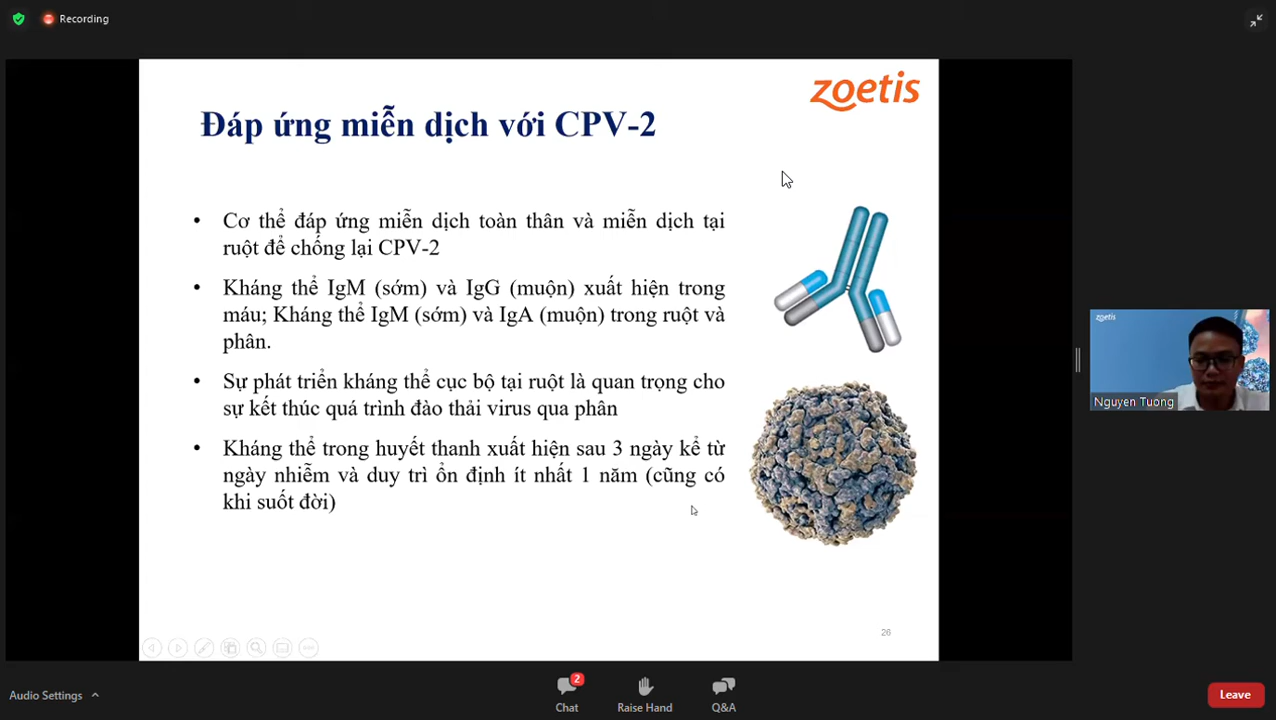 Recording
zoetis
Đáp ứng miễn dịch với CPV-2
• Cơ thể đáp ứng miễn dịch toàn thân và miễn dịch tại
ruột để chống lại CPV-2
• Kháng thể IgM (sớm) và IgG (muộn) xuất hiện trong
máu; Kháng thể IgM (sớm) và IgA (muộn) trong ruột và
phân.
• Sự phát triển kháng thể cục bộ tại ruột là quan trọng cho
sự kết thúc quá trình đào thải virus qua phân
• Kháng thể trong huyết thanh xuất hiện sau 3 ngày kể từ
ngày nhiễm và duy trì ổn định ít nhất 1 năm (cũng có
khi suốt đời)
26
zoetis
Nguyen Tuong
Audio Settings
2
Chat
Raise Hand
Q&A
Leave